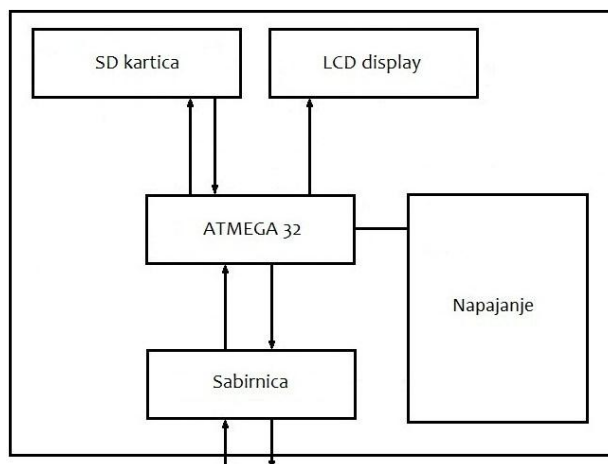 SD kartica
LCD display
ATMEGA 32
Napajanje
Sabirnica